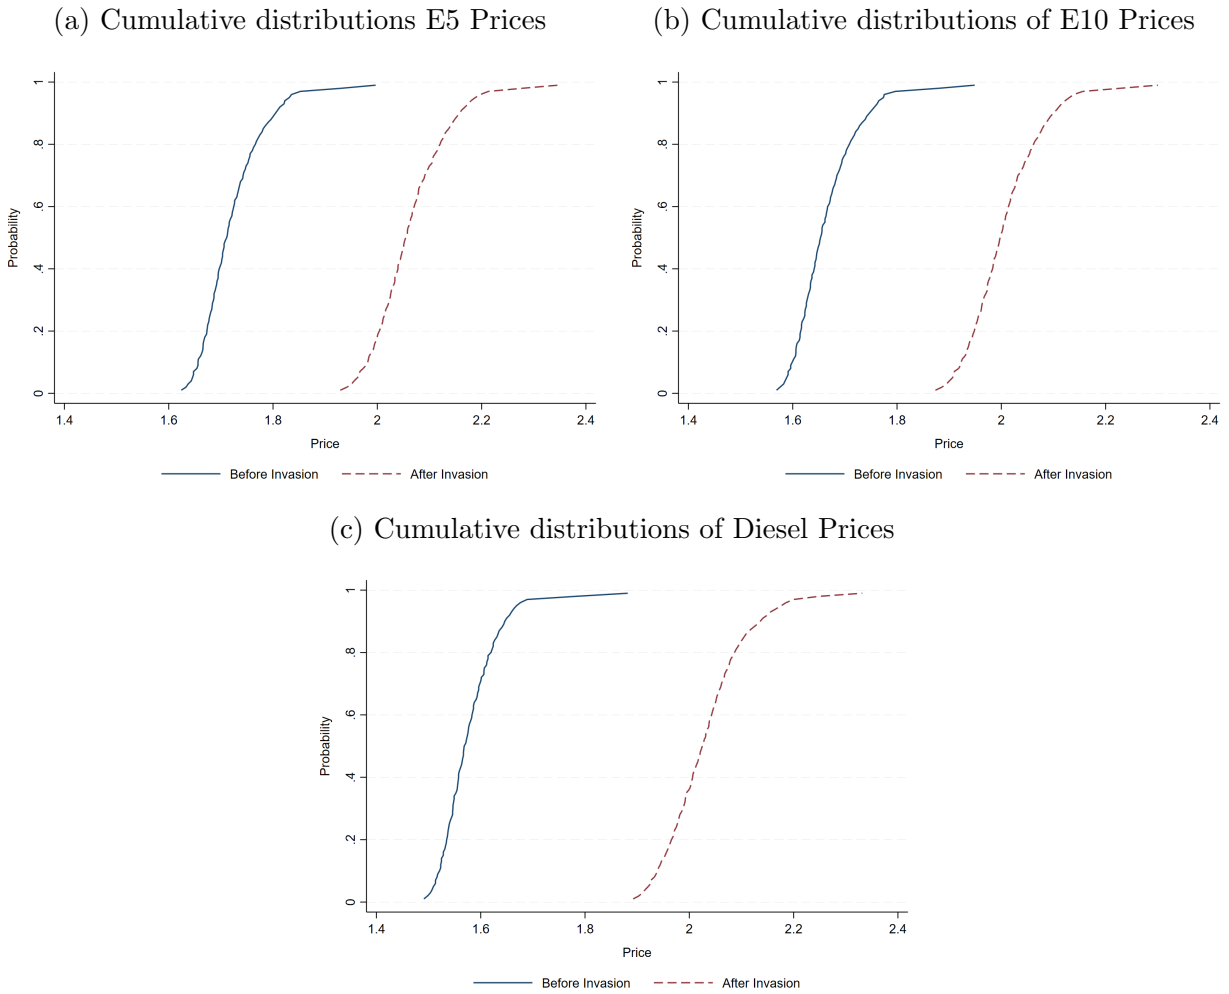 (a) Cumulative distributions E5 Prices
1
.8
.6
.4
.2
0
Probability
1.4 1.6 1.8 2 2.2 2.4
Price
Before Invasion After Invasion
(b) Cumulative distributions of E10 Prices
1
.8
.6
.4
.2
0
Probability
1.4 1.6 1.8 2 2.2 2.4
Price
Before Invasion After Invasion
(c) Cumulative distributions of Diesel Prices
1
.8
.6
.4
.2
0
Probability
1.4 1.6 1.8 2 2.2 2.4
Price
Before Invasion After Invasion